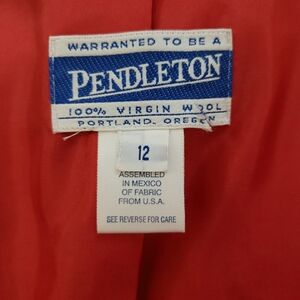 WARRANTED TO BE A
PENDLETON
100% VIRGIN WOOL
PORTLAND, OREGON
12
ASSEMBLED
IN MEXICO
OF FABRIC
FROM U.S.A.
SEE REVERSE FOR CARE